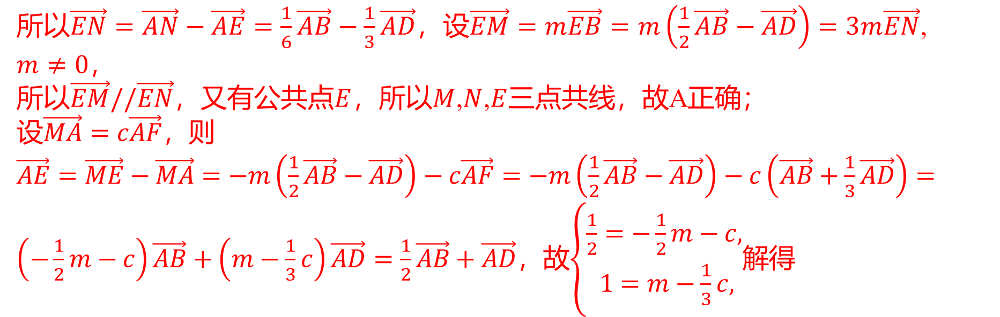 所以$\overrightarrow{EN} = \overrightarrow{AN} - \overrightarrow{AE} = \frac{1}{6}\overrightarrow{AB} - \frac{1}{3}\overrightarrow{AD}$，设$\overrightarrow{EM} = m\overrightarrow{EB} = m\left(\frac{1}{2}\overrightarrow{AB} - \overrightarrow{AD}\right) = 3m\overrightarrow{EN}$,
$m \neq 0$，
所以$\overrightarrow{EM}//\overrightarrow{EN}$，又有公共点$E$，所以$M,N,E$三点共线，故A正确；
设$\overrightarrow{MA} = c\overrightarrow{AF}$，则
$\overrightarrow{AE} = \overrightarrow{ME} - \overrightarrow{MA} = -m\left(\frac{1}{2}\overrightarrow{AB} - \overrightarrow{AD}\right) - c\overrightarrow{AF} = -m\left(\frac{1}{2}\overrightarrow{AB} - \overrightarrow{AD}\right) - c\left(\overrightarrow{AB} + \frac{1}{3}\overrightarrow{AD}\right) =$
$\left(-\frac{1}{2}m - c\right)\overrightarrow{AB} + \left(m - \frac{1}{3}c\right)\overrightarrow{AD} = \frac{1}{2}\overrightarrow{AB} + \overrightarrow{AD}$，故$\begin{cases} \frac{1}{2} = -\frac{1}{2}m - c, \\ 1 = m - \frac{1}{3}c, \end{cases}$解得